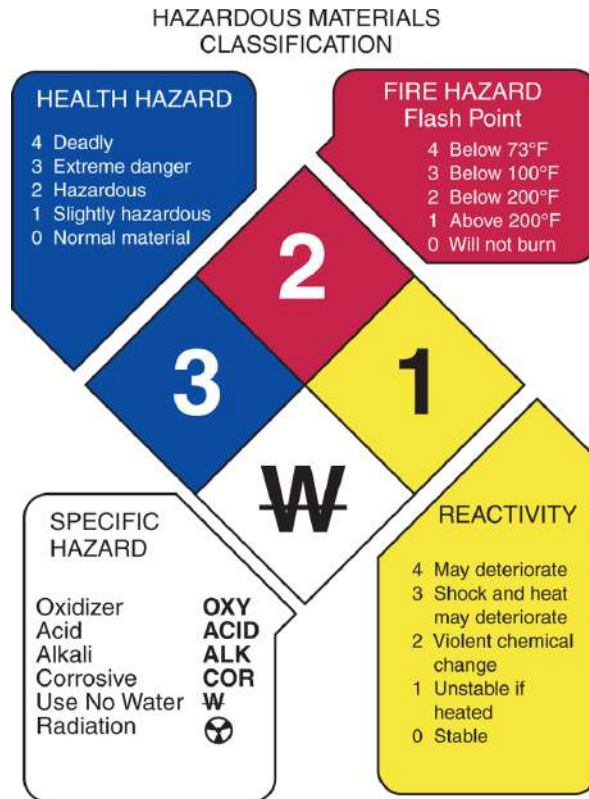 HAZARDOUS MATERIALS
CLASSIFICATION
HEALTH HAZARD
4 Deadly
3 Extreme danger
2 Hazardous
1 Slightly hazardous
0 Normal material
FIRE HAZARD
Flash Point
4 Below 73°F
3 Below 100°F
2 Below 200°F
1 Above 200°F
0 Will not burn
2
3
1
W
SPECIFIC
HAZARD
Oxidizer OXY
Acid ACID
Alkali ALK
Corrosive COR
Use No Water W
Radiation
REACTIVITY
4 May deteriorate
3 Shock and heat
may deteriorate
2 Violent chemical
change
1 Unstable if
heated
0 Stable